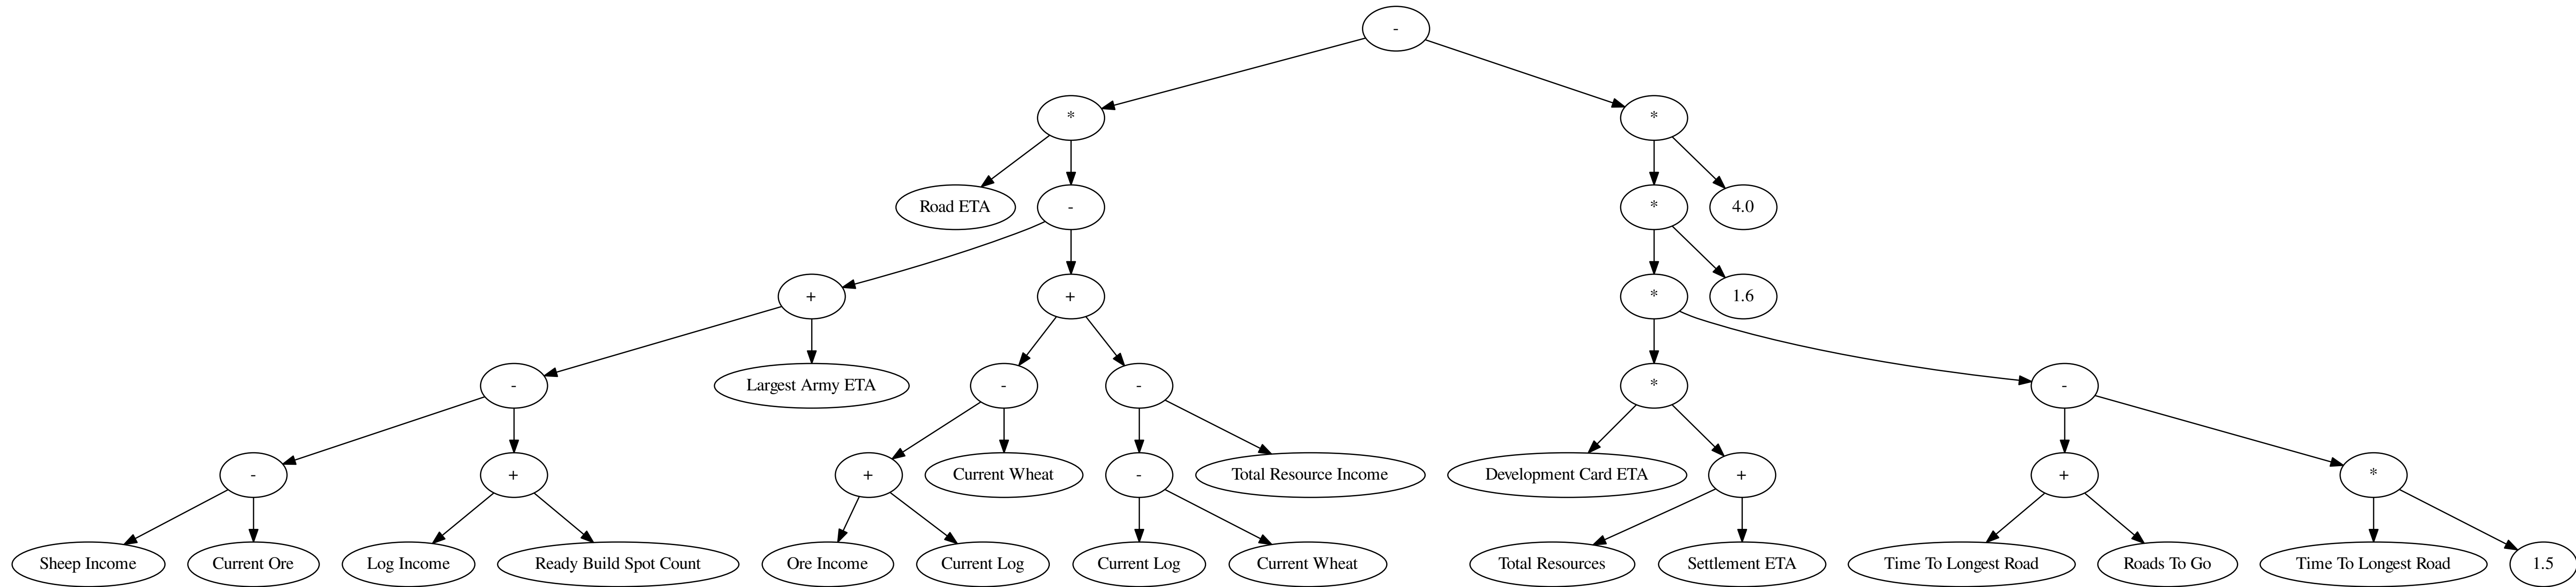 -
*
*
Road ETA
-
*
4.0
+
+
*
1.6
-
Largest Army ETA
-
-
*
-
-
+
+
Current Wheat
-
Total Resource Income
Development Card ETA
+
+
*
Sheep Income
Current Ore
Log Income
Ready Build Spot Count
Ore Income
Current Log
Current Log
Current Wheat
Total Resources
Settlement ETA
Time To Longest Road
Roads To Go
Time To Longest Road
1.5